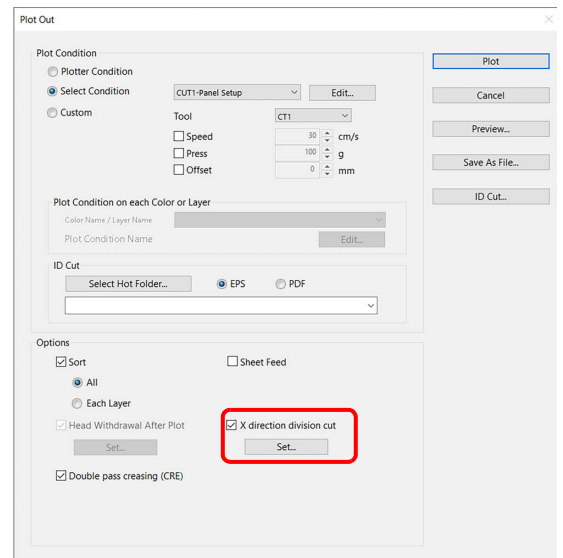 Plot Out
Plot Condition
Plotter Condition
Select Condition
CUT1-Panel Setup
Edit...
Custom
Tool
CT1
Speed
30
cm/s
Press
100
g
Offset
0
mm
Plot Condition on each Color or Layer
Color Name / Layer Name
Plot Condition Name
Edit...
ID Cut
Select Hot Folder...
EPS
PDF
Options
Sort
Sheet Feed
All
Each Layer
Head Withdrawal After Plot
X direction division cut
Set...
Set...
Double pass creasing (CRE)
Plot
Cancel
Preview...
Save As File...
ID Cut...